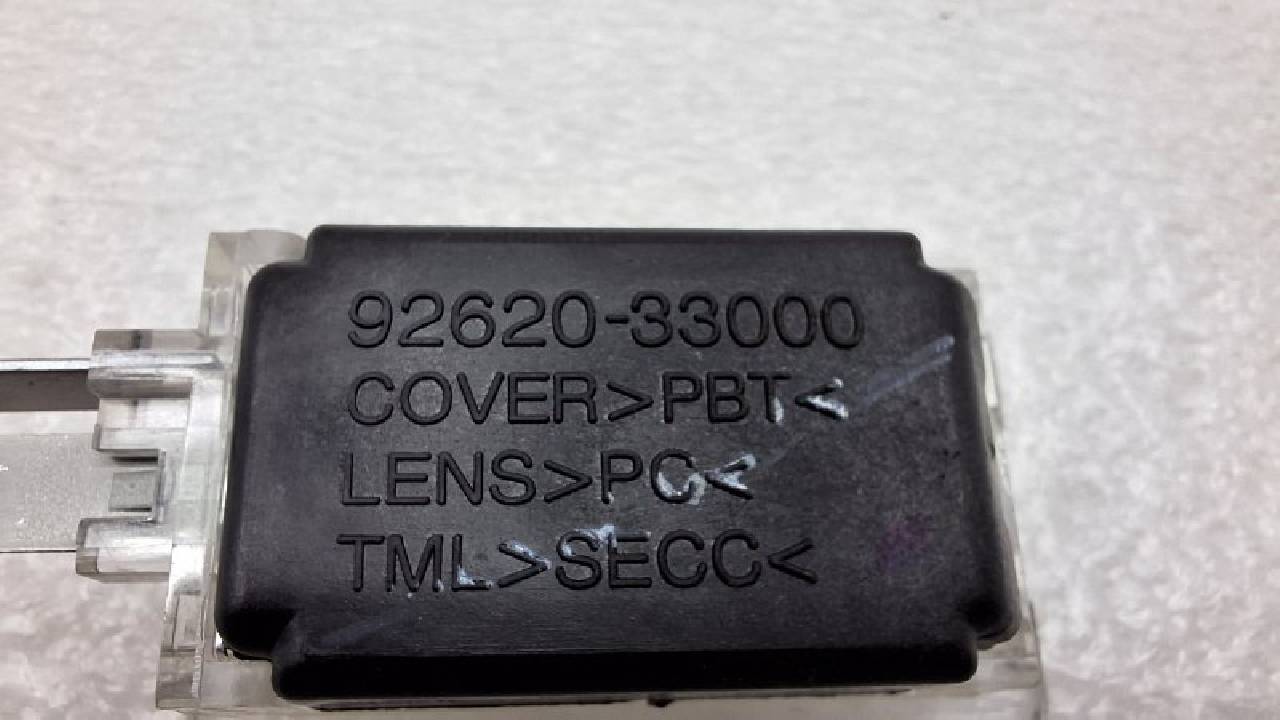 92620-33000
COVER>PBT<
LENS>PC<
TML>SECC<